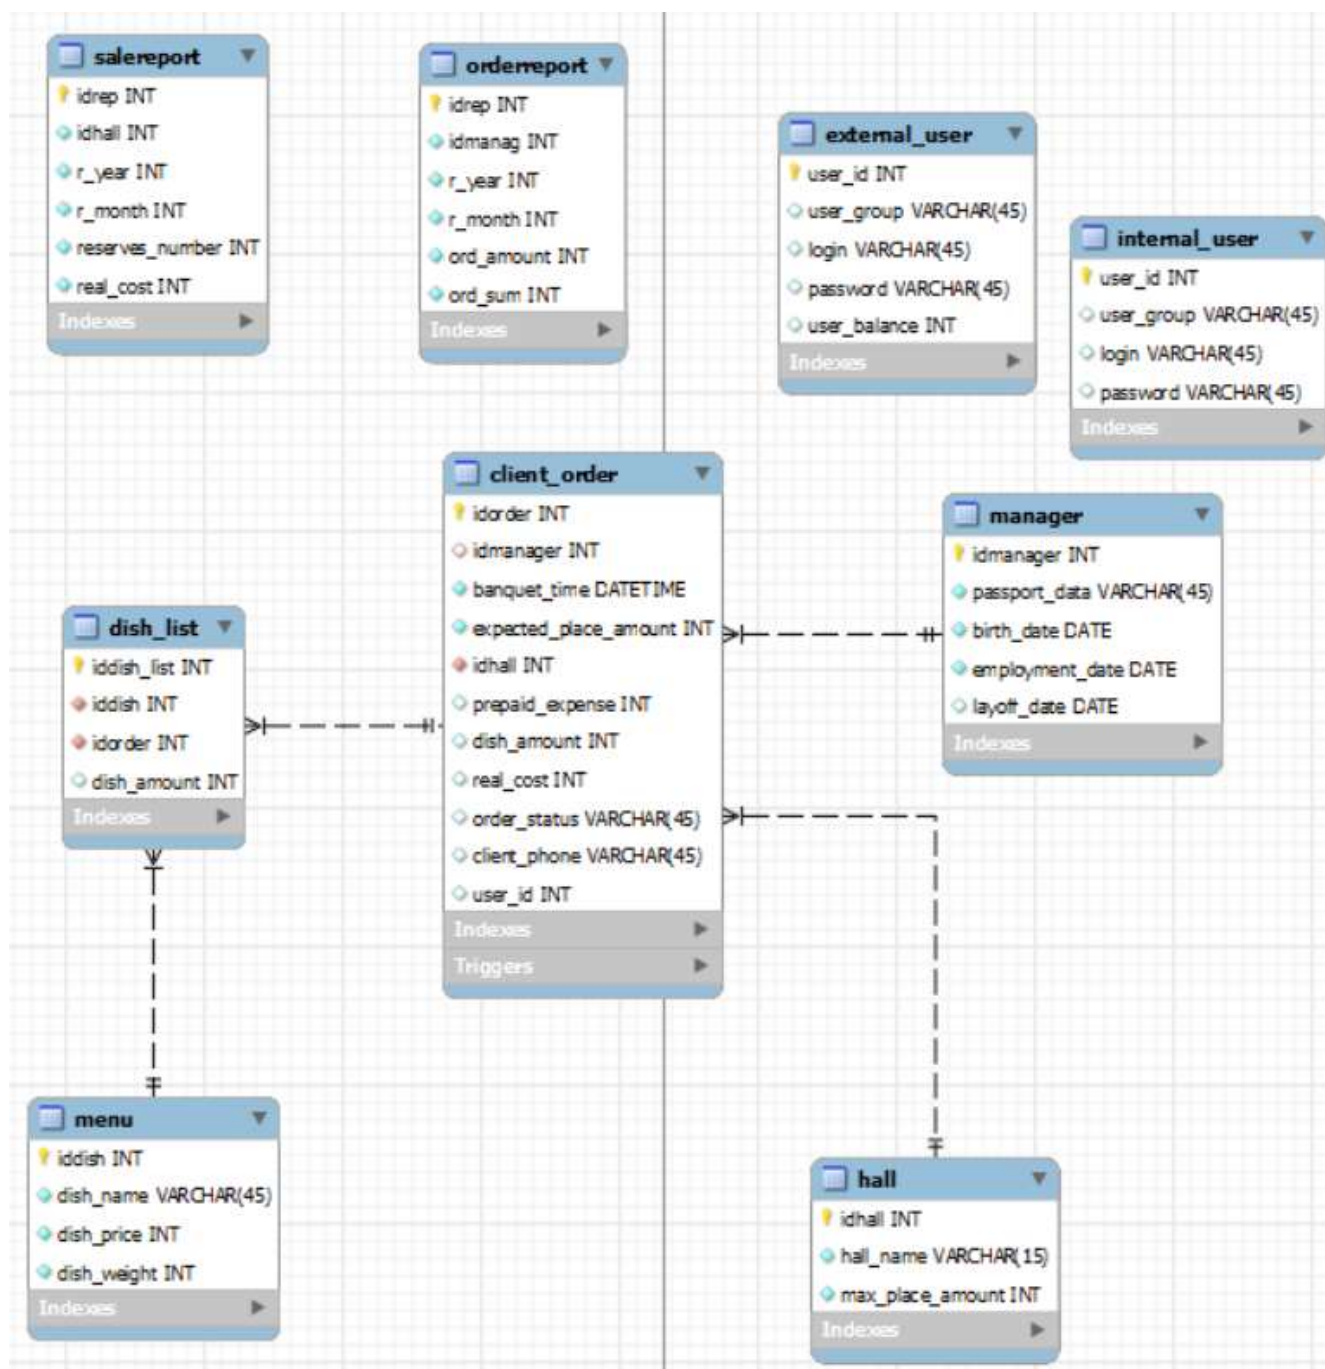 salereport
idrep INT
idhall INT
r_year INT
r_month INT
reserves_number INT
real_cost INT
Indexes
orderreport
idrep INT
idmanag INT
r_year INT
r_month INT
ord_amount INT
ord_sum INT
Indexes
external_user
user_id INT
user_group VARCHAR(45)
login VARCHAR(45)
password VARCHAR(45)
user_balance INT
Indexes
internal_user
user_id INT
user_group VARCHAR(45)
login VARCHAR(45)
password VARCHAR(45)
Indexes
client_order
idorder INT
idmanager INT
banquet_time DATETIME
expected_place_amount INT
idhall INT
prepaid_expense INT
dish_amount INT
real_cost INT
order_status VARCHAR(45)
client_phone VARCHAR(45)
user_id INT
Indexes
Triggers
manager
idmanager INT
passport_data VARCHAR(45)
birth_date DATE
employment_date DATE
layoff_date DATE
Indexes
dish_list
iddish_list INT
iddish INT
idorder INT
dish_amount INT
Indexes
menu
iddish INT
dish_name VARCHAR(45)
dish_price INT
dish_weight INT
Indexes
hall
idhall INT
hall_name VARCHAR(15)
max_place_amount INT
Indexes